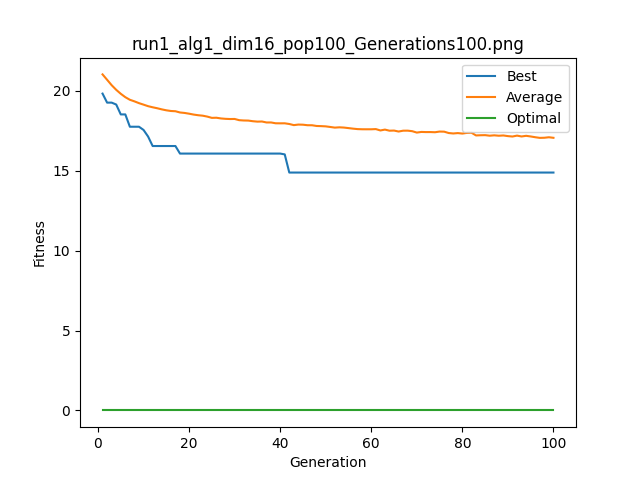 run1_alg1_dim16_pop100_Generations100.png
Best
Average
Optimal
20
15
10
5
0
Fitness
0 20 40 60 80 100
Generation